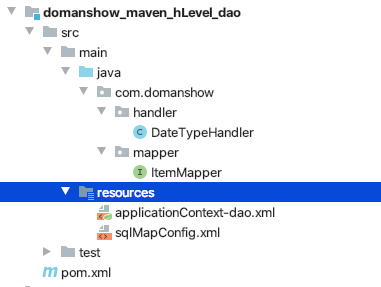 domanshow_maven_hLevel_dao
src
main
java
com.domanshow
handler
DateTypeHandler
mapper
ItemMapper
resources
applicationContext-dao.xml
sqlMapConfig.xml
test
pom.xml